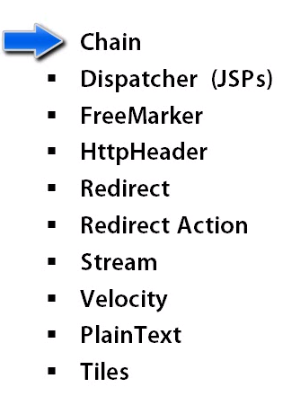 Chain
▪ Dispatcher (JSPs)
▪ FreeMarker
▪ HttpHeader
▪ Redirect
▪ Redirect Action
▪ Stream
▪ Velocity
▪ PlainText
▪ Tiles